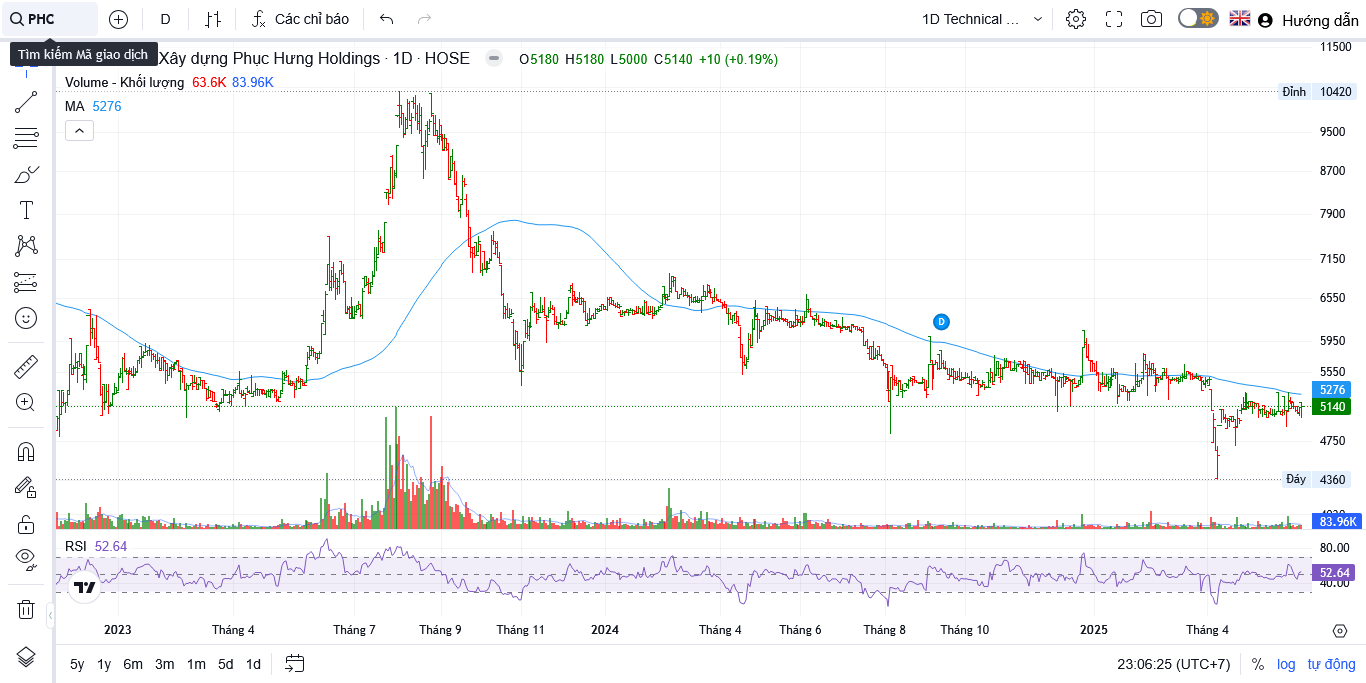 PHC
D
Các chỉ báo
1D Technical ...
Hướng dẫn
Tìm kiếm Mã giao dịch
Xây dựng Phục Hưng Holdings · 1D · HOSE
O5180 H5180 L5000 C5140 +10 (+0.19%)
Volume - Khối lượng 63.6K 83.96K
MA 5276
11500
Đỉnh 10420
9500
8700
7900
7150
6550
D
5950
5550
5276
5140
4750
Đáy 4360
83.96K
RSI 52.64
80.00
52.64
40.00
2023
Tháng 4
Tháng 7
Tháng 9
Tháng 11
2024
Tháng 4
Tháng 6
Tháng 8
Tháng 10
2025
Tháng 4
5y 1y 6m 3m 1m 5d 1d
23:06:25 (UTC+7) % log tự động